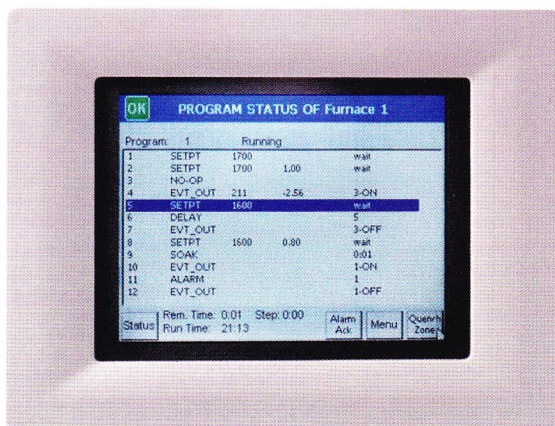 OK PROGRAM STATUS OF Furnace 1
Program: 1 Running
1 SETPT 1700 wait
2 SETPT 1700 1.00 wait
3 NO-OP
4 EVT_OUT 211 -2.56 3-ON
5 SETPT 1600 wait
6 DELAY 5
7 EVT_OUT 3-OFF
8 SETPT 1600 0.80 wait
9 SOAK 0:01
10 EVT_OUT 1-ON
11 ALARM 1
12 EVT_OUT 1-OFF
Status Rem. Time: 0:01 Step: 0:00 Alarm Ack Menu Quench Zone
Run Time: 21:13